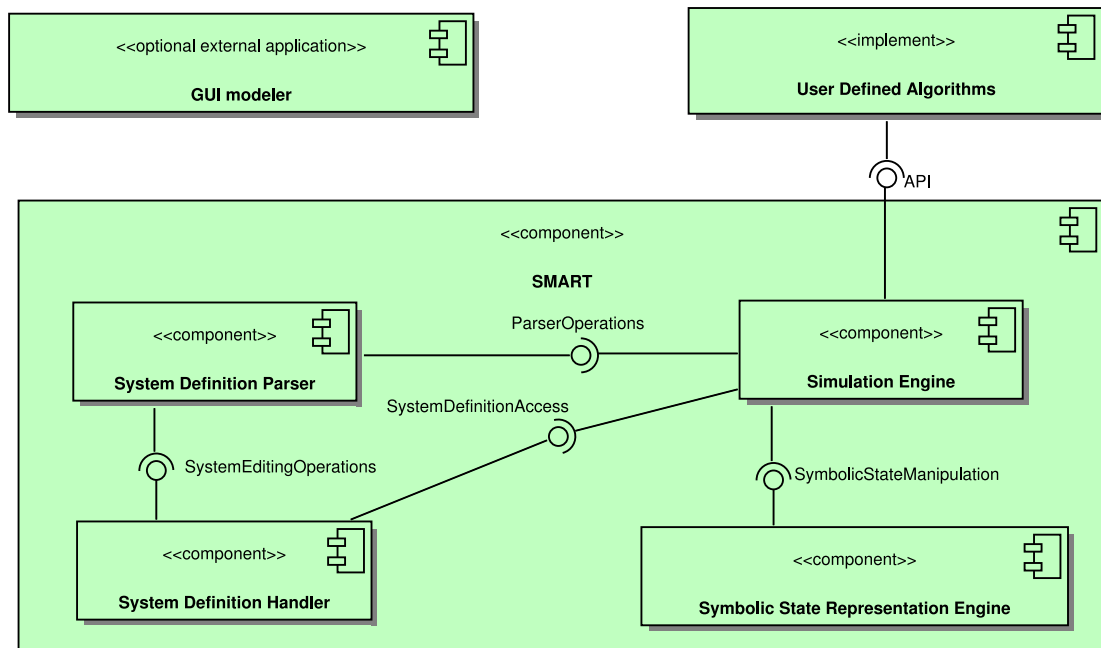 <<optional external application>>
GUI modeler
<<implement>>
User Defined Algorithms
API
<<component>>
SMART
<<component>>
System Definition Parser
ParserOperations
<<component>>
Simulation Engine
SystemDefinitionAccess
SystemEditingOperations
SymbolicStateManipulation
<<component>>
System Definition Handler
<<component>>
Symbolic State Representation Engine